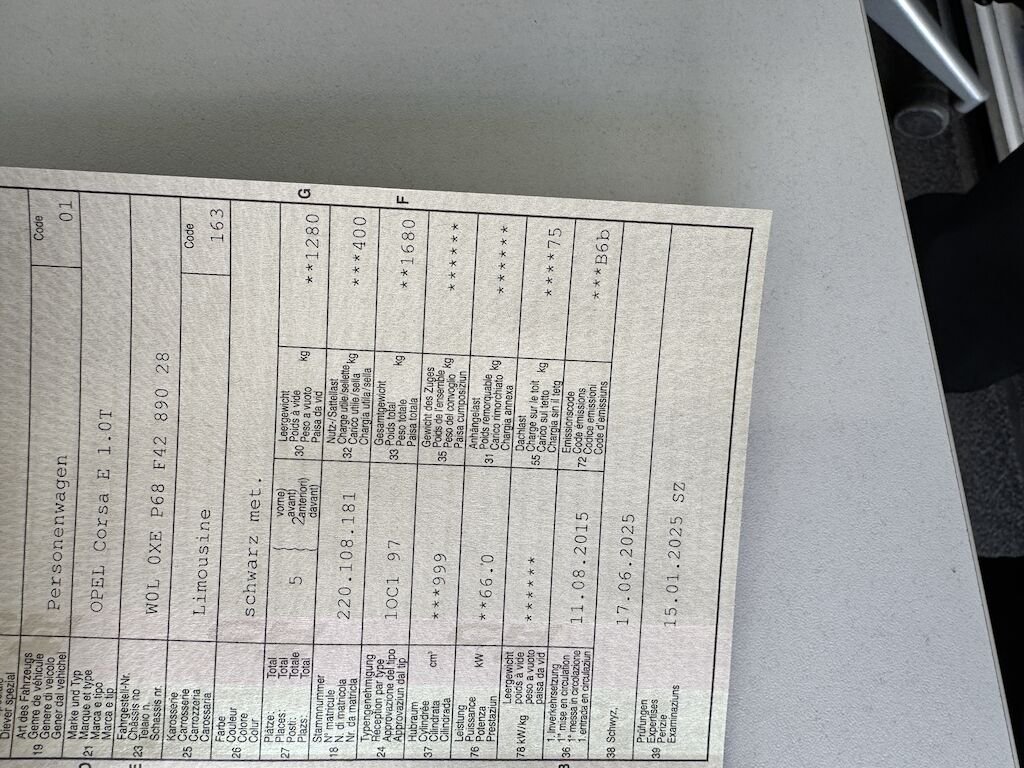 spezial
Art des Fahrzeugs
19 Genre de véhicule
Genere di veicolo
Gener dal vehichel
Personenwagen
Code
01
Marke und Typ
21 Marque et type
Marca e tipo
Marca e tip
OPEL Corsa E 1.0T
E
Fahrgestell-Nr.
23 Châssis no
Telaio n.
Schassis nr.
W0L 0XE P68 F42 890 28
Karosserie
25 Carrosserie
Carrozzeria
Carossaria
Limousine
Code
163
Farbe
26 Couleur
Colore
Colur
schwarz met.
Plätze: Total
27 Places: Total
Posti: Totale
Plazs: Total
5
2
vorne)
avant)
anteriori)
davant)
Leergewicht
30 Poids à vide
Peso a vuoto
Paisa da vid
kg
**1280
G
Stammnummer
18 N° matricule
N. di matricola
Nr. da matricla
220.108.181
Nutz-/Sattellast
32 Charge utile/sellette
Carico utile/sella
Chargia utila/sella
kg
***400
Typengenehmigung
24 Réception par type
Approvazione del tipo
Approvaziun dal tip
1OC1 97
Gesamtgewicht
33 Poids total
Peso totale
Paisa totala
kg
**1680
F
Hubraum
37 Cylindrée
Cilindrata
Cilindrada
cm³
***999
Gewicht des Zuges
35 Poids de l'ensemble
Peso del convoglio
Paisa cumposiziun
kg
******
Leistung
76 Puissance
Potenza
Prestaziun
kW
**66.0
Anhängelast
31 Poids remorquable
Carico rimorchiato
Chargia annexa
kg
******
78 kW/kg
Leergewicht
poids à vide
peso a vuoto
paisa da vid
******
Dachlast
55 Charge sur le toit
Carico sul tetto
Chargia sin il tetg
kg
****75
B
1. Inverkehrsetzung
36 1re mise en circulation
1a messa in circolazione
1. entrada en circulaziun
11.08.2015
Emissionscode
72 Code émissions
Codice emissioni
Code d'emissiuns
***B6b
38 Schwyz,
17.06.2025
Prüfungen
39 Expertises
Perizie
Examinaziuns
15.01.2025 SZ